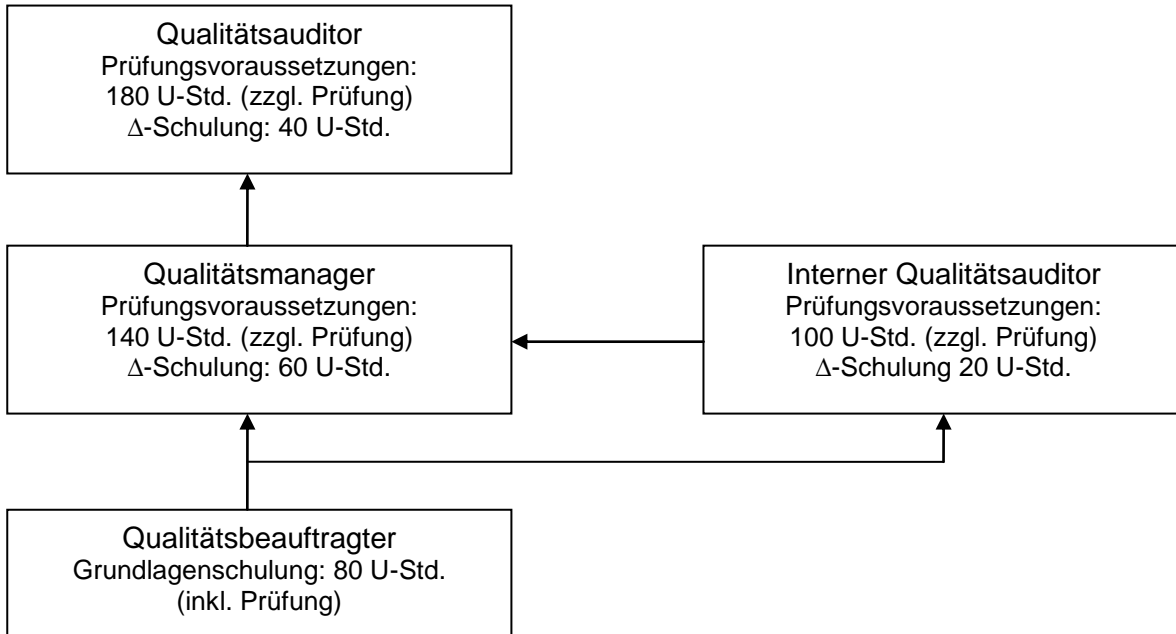 Qualitätsauditor
Prüfungsvoraussetzungen:
180 U-Std. (zzgl. Prüfung)
Δ-Schulung: 40 U-Std.
Qualitätsmanager
Prüfungsvoraussetzungen:
140 U-Std. (zzgl. Prüfung)
Δ-Schulung: 60 U-Std.
Interner Qualitätsauditor
Prüfungsvoraussetzungen:
100 U-Std. (zzgl. Prüfung)
Δ-Schulung 20 U-Std.
Qualitätsbeauftragter
Grundlagenschulung: 80 U-Std.
(inkl. Prüfung)